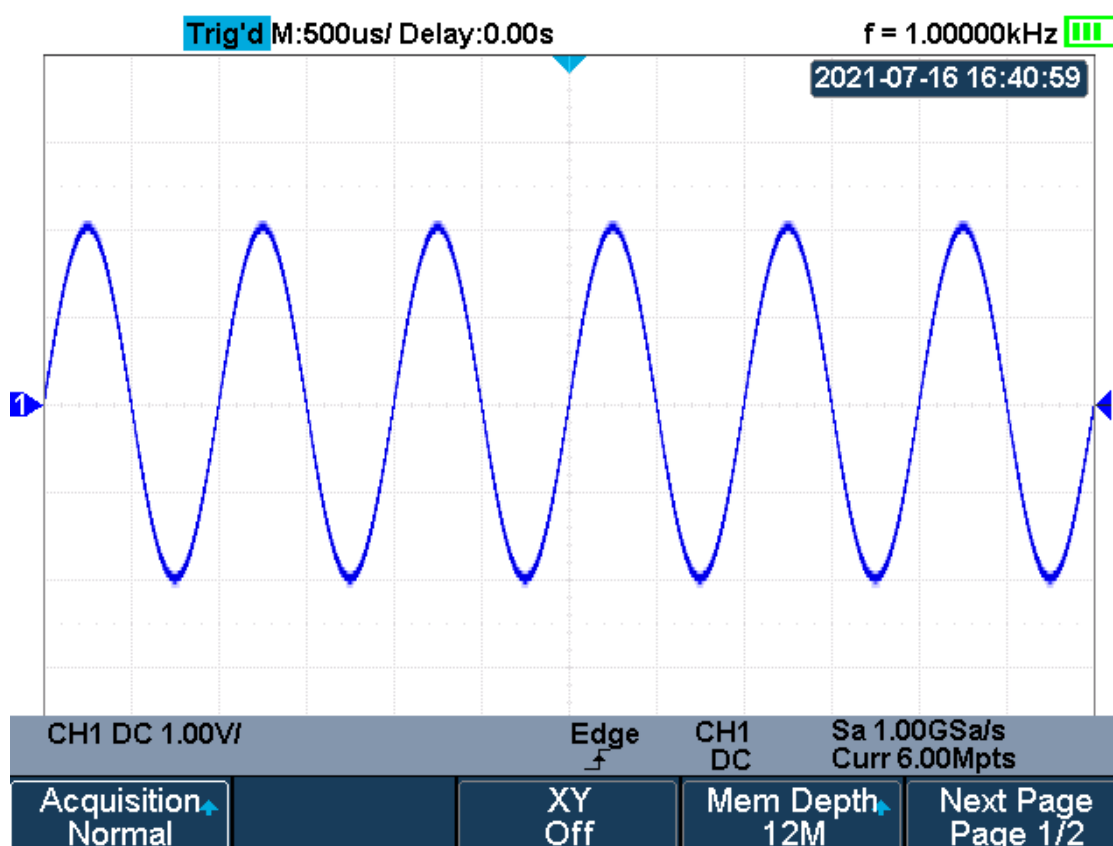 Trig'd M:500us/ Delay:0.00s f = 1.00000kHz
2021-07-16 16:40:59
1
CH1 DC 1.00V/ Edge CH1 Sa 1.00GSa/s
DC Curr 6.00Mpts
Acquisition XY Mem Depth Next Page
Normal Off 12M Page 1/2